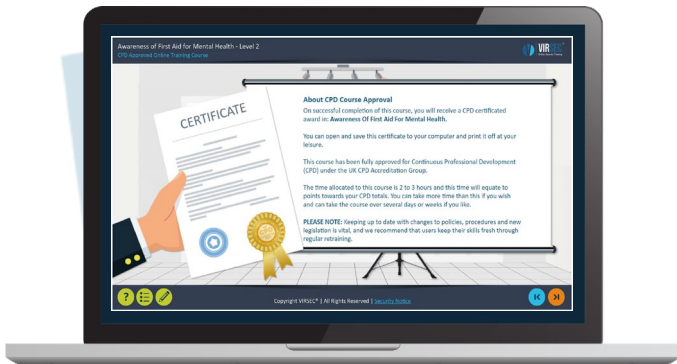 Awareness of First Aid for Mental Health - Level 2
CPD Approved Online Training Course
VIRSEC®
CERTIFICATE
About CPD Course Approval
On successful completion of this course, you will receive a CPD certificated
award in: Awareness Of First Aid For Mental Health.
You can open and save this certificate to your computer and print it off at your
leisure.
This course has been fully approved for Continuous Professional Development
(CPD) under the UK CPD Accreditation Group.
The time allocated to this course is 2 to 3 hours and this time will equate to
points towards your CPD totals. You can take more time than this if you wish
and can take the course over several days or weeks if you like.
PLEASE NOTE: Keeping up to date with changes to policies, procedures and new
legislation is vital, and we recommend that users keep their skills fresh through
regular retraining.
?
Copyright VIRSEC® | All Rights Reserved | Security Notice